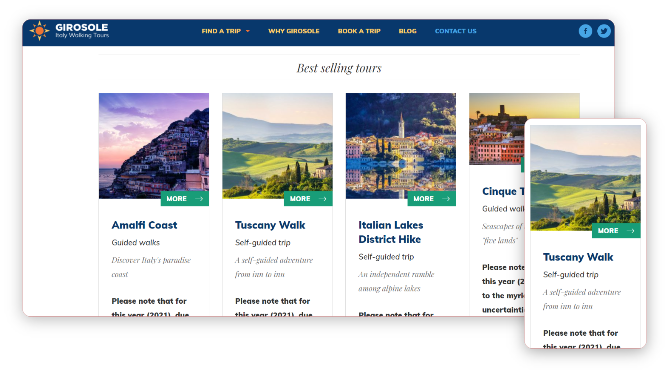 GIROSOLE
Italy Walking Tours
FIND A TRIP
WHY GIROSOLE
BOOK A TRIP
BLOG
CONTACT US
Best selling tours
MORE
Amalfi Coast
Guided walks
Discover Italy's paradise
coast
Please note that for
this year (2021), due
MORE
Tuscany Walk
Self-guided trip
A self-guided adventure
from inn to inn
Please note that for
this year (2021), due
MORE
Italian Lakes
District Hike
Self-guided trip
An independent ramble
among alpine lakes
Please note that for
Cinque T
Guided walk
Seascapes of
"five lands"
Please note
this year (2
to the myri
uncertainti
MORE
Tuscany Walk
Self-guided trip
A self-guided adventure
from inn to inn
Please note that for
this year (2021), due